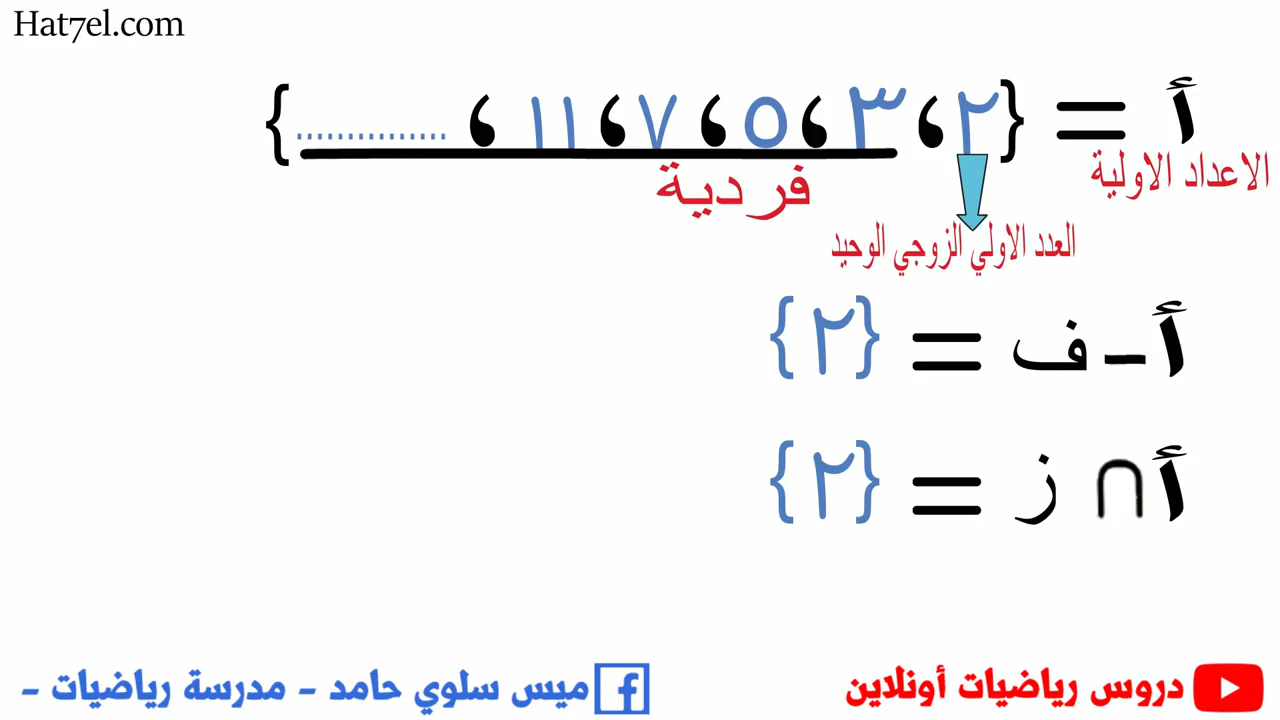 Hat7el.com
أ = {٢ ، ٣ ، ٥ ، ٧ ، ١١ ، ...............}
الاعداد الاولية
فردية
العدد الاولي الزوجي الوحيد
أ – ف = {٢}
أ ∩ ز = {٢}
دروس رياضيات أونلاين
ميس سلوي حامد - مدرسة رياضيات -